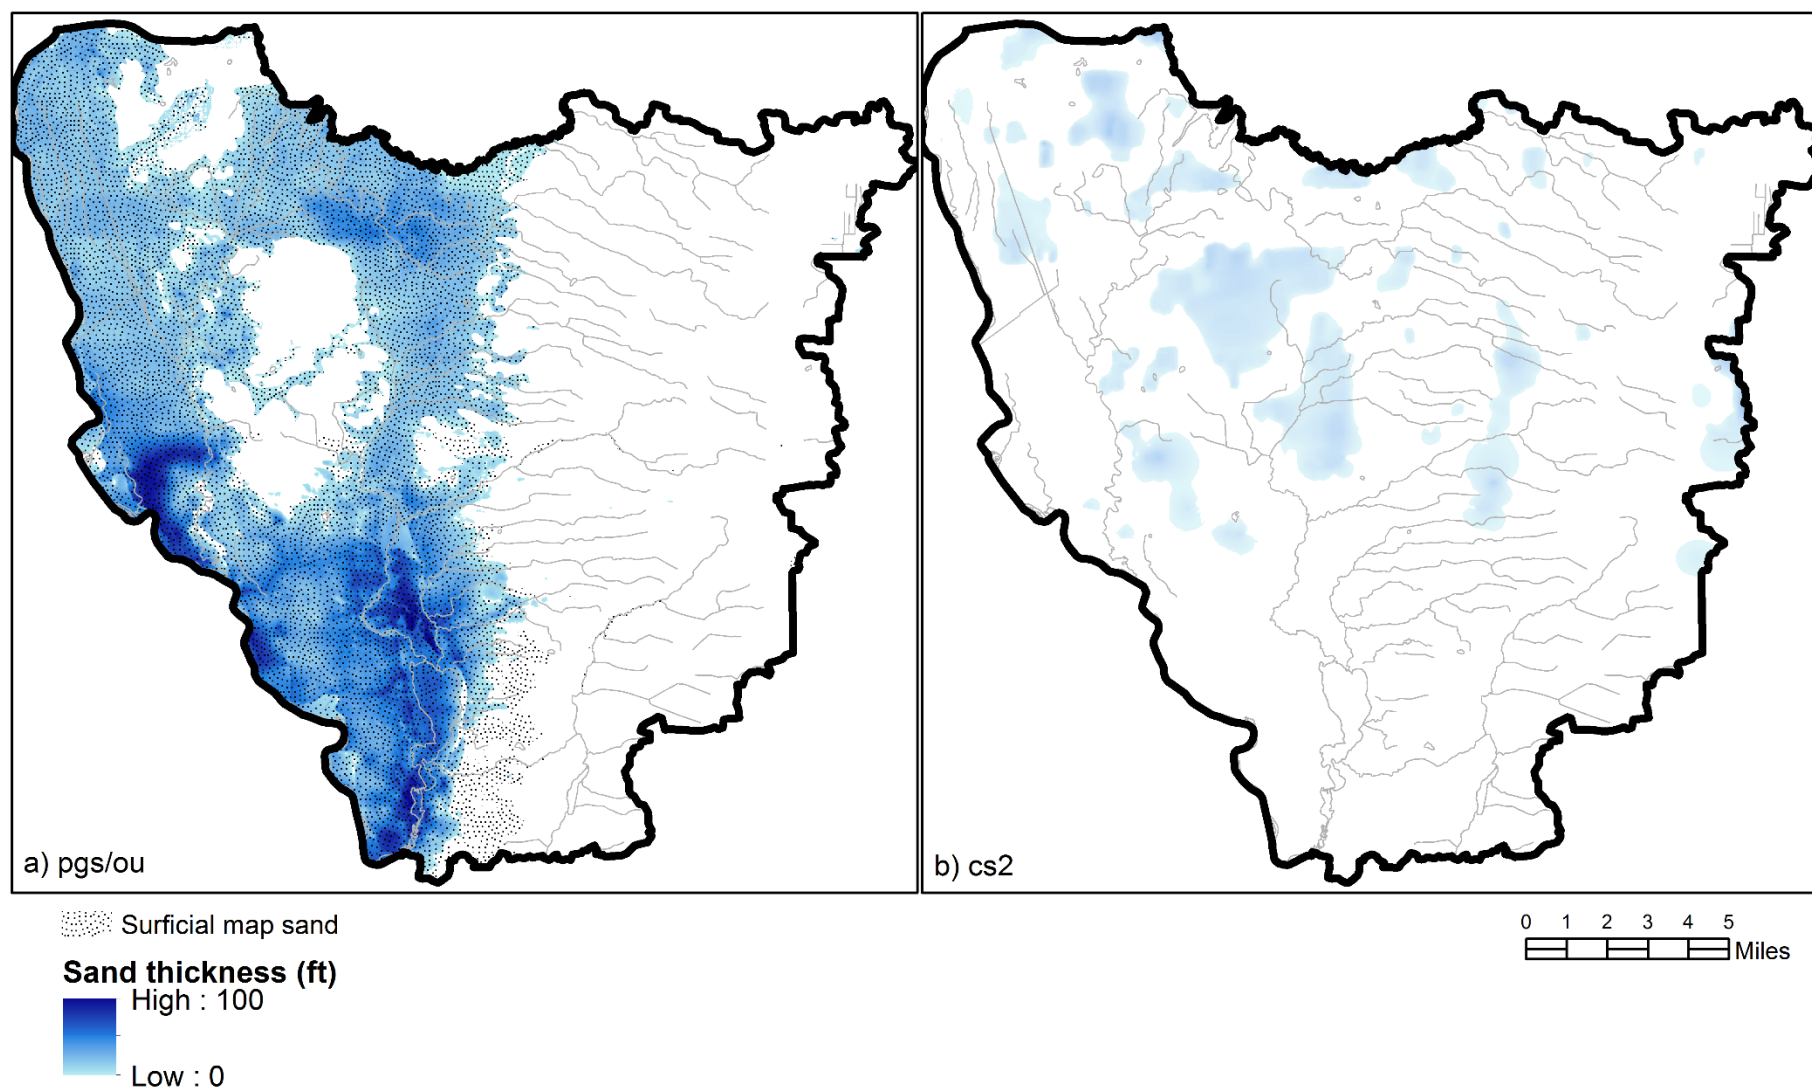 a) pgs/ou
b) cs2
Surficial map sand
Sand thickness (ft)
High : 100
Low : 0
0 1 2 3 4 5
Miles